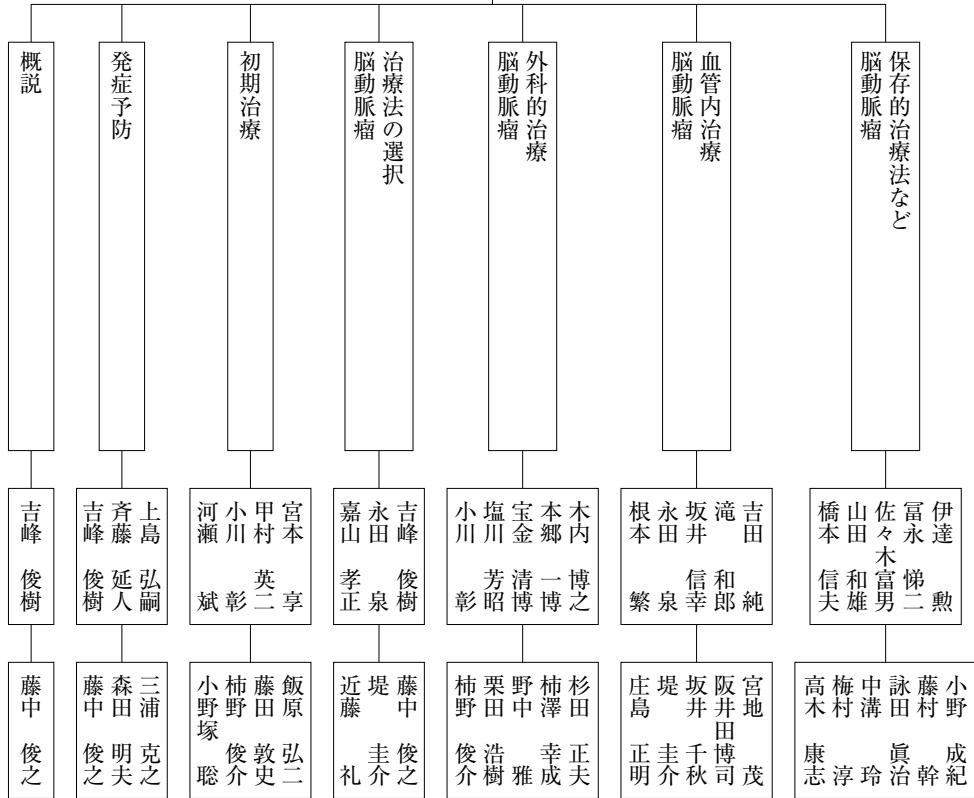 保存的治療法など
脳動脈瘤
血管内治療
脳動脈瘤
外科的治療
脳動脈瘤
治療法の選択
脳動脈瘤
初期治療
発症予防
概説
伊達 勲
冨永 悌二
佐々木富男
山田 和雄
橋本 信夫
吉田 純
滝 和郎
坂井 信幸
永田 泉
根本 繁
木内 博之
本郷 一博
宝金 清博
塩川 芳昭
小川 彰
吉峰 俊樹
永田 泉
嘉山 孝正
宮本 享
甲村 英二
小川 彰
河瀬 斌
上島 弘嗣
斉藤 延人
吉峰 俊樹
吉峰 俊樹
小野 成紀
藤村 幹
詠田 眞治
中溝 玲
梅村 淳
高木 康志
宮地 茂
阪井田博司
坂井 千秋
堤 圭介
庄島 正明
杉田 正夫
柿澤 幸成
野中 雅
栗田 浩樹
柿野 俊介
藤中 俊之
堤 圭介
近藤 礼
飯原 弘二
藤田 敦史
柿野 俊介
小野塚 聡
三浦 克之
森田 明夫
藤中 俊之
藤中 俊之